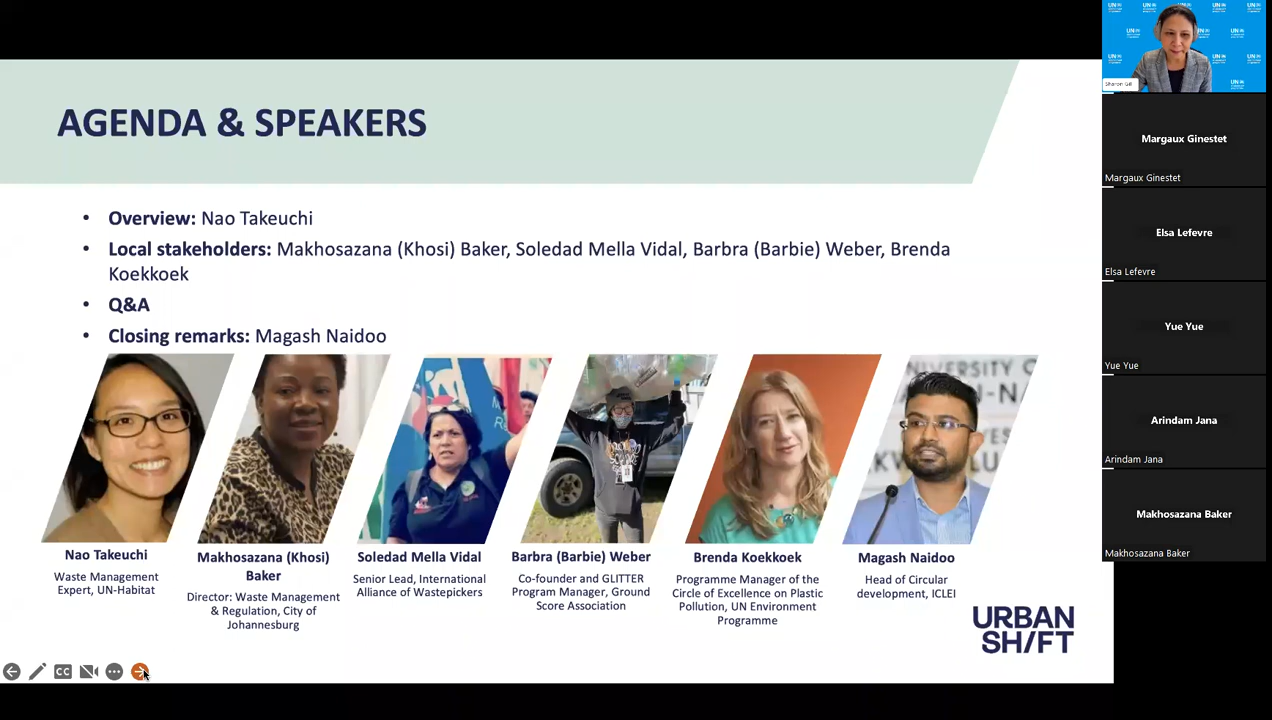 AGENDA & SPEAKERS
• Overview: Nao Takeuchi
• Local stakeholders: Makhosazana (Khosi) Baker, Soledad Mella Vidal, Barbra (Barbie) Weber, Brenda
Koekkoek
• Q&A
• Closing remarks: Magash Naidoo
Nao Takeuchi
Waste Management
Expert, UN-Habitat
Makhosazana (Khosi)
Baker
Director: Waste Management
& Regulation, City of
Johannesburg
Soledad Mella Vidal
Senior Lead, International
Alliance of Wastepickers
Barbra (Barbie) Weber
Co-founder and GLITTER
Program Manager, Ground
Score Association
Brenda Koekkoek
Programme Manager of the
Circle of Excellence on Plastic
Pollution, UN Environment
Programme
UNIVERSITY
Magash Naidoo
Head of Circular
development, ICLEI
URBAN
SH/FT
CC
UN
Sharon Gil
Margaux Ginestet
Margaux Ginestet
Elsa Lefevre
Elsa Lefevre
Yue Yue
Yue Yue
Arindam Jana
Arindam Jana
Makhosazana Baker
Makhosazana Baker